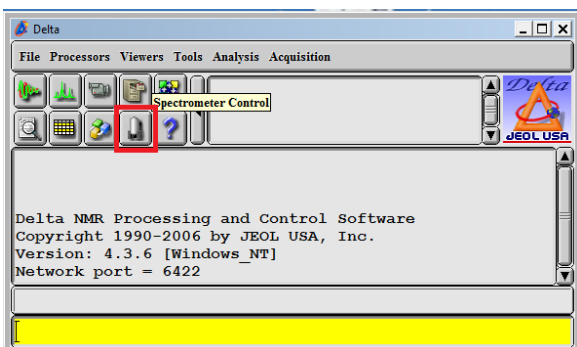 Delta
File Processors Viewers Tools Analysis Acquisition
Spectrometer Control
Delta
JEOL USA
Delta NMR Processing and Control Software
Copyright 1990-2006 by JEOL USA, Inc.
Version: 4.3.6 [Windows_NT]
Network port = 6422